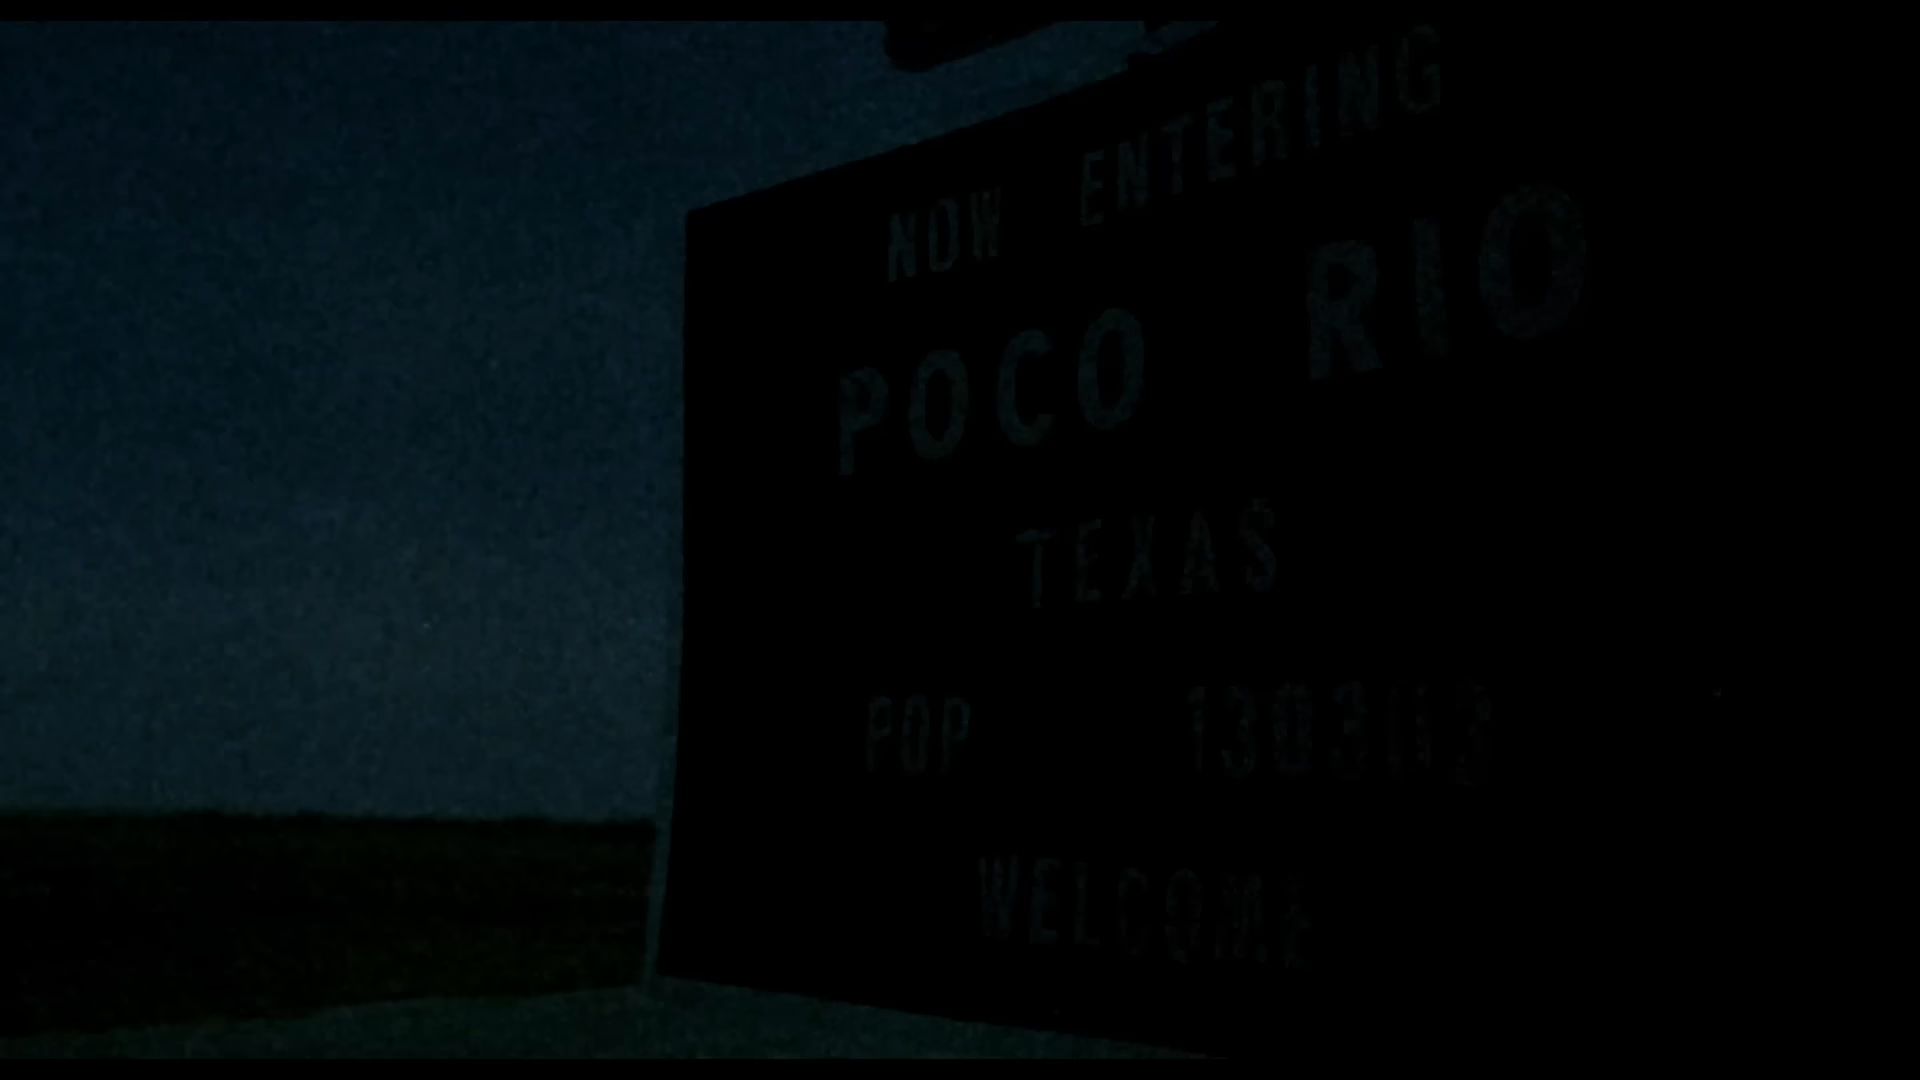 NOW ENTERING
POCO RIO
TEXAS
POP
WELCOME